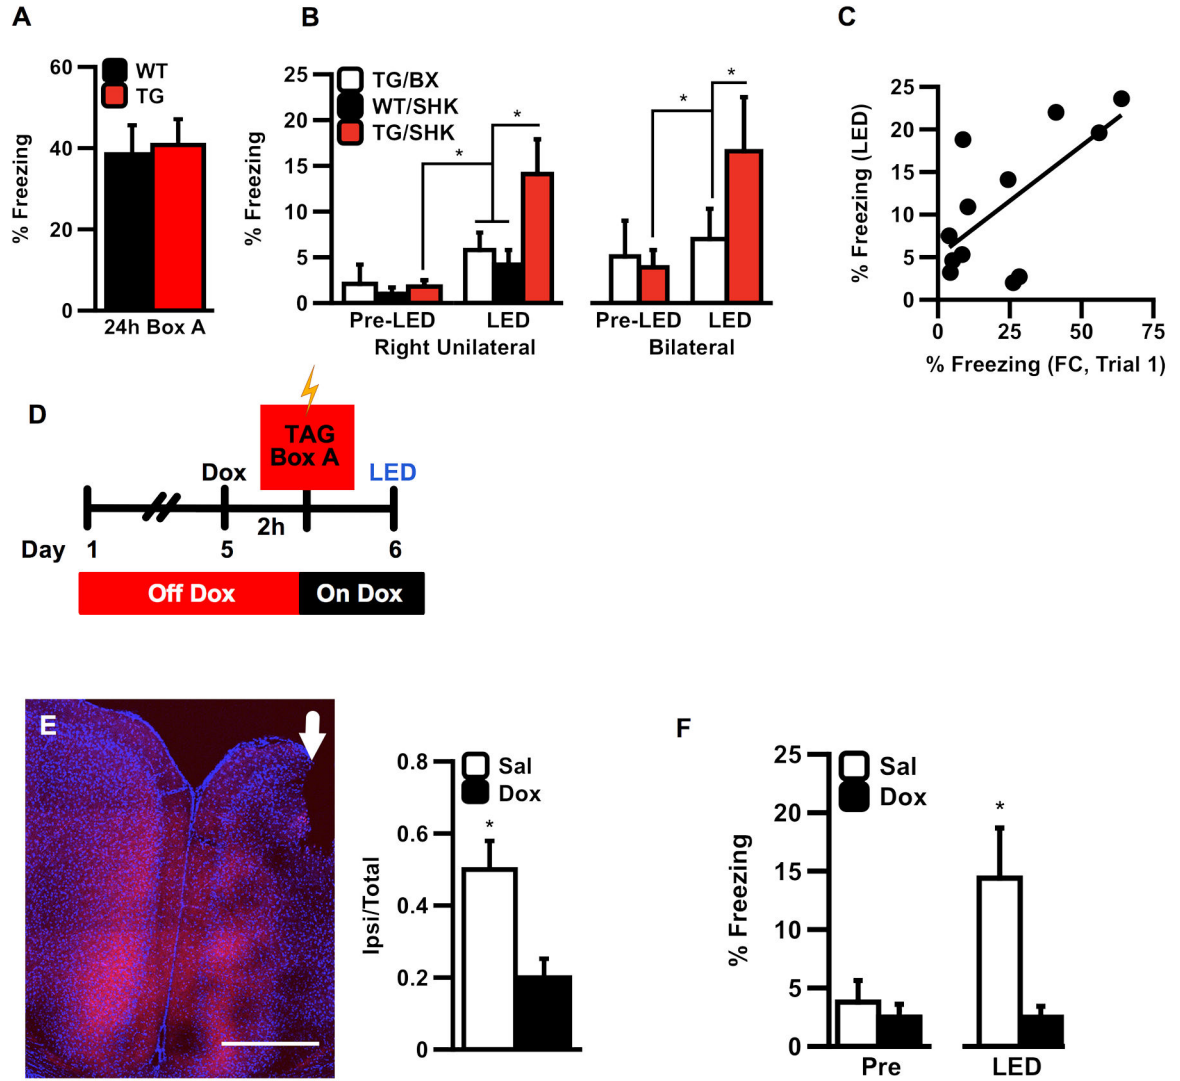 A
60
40
20
0
% Freezing
WT
TG
24h Box A
B
25
20
15
10
5
0
% Freezing
TG/BX
WT/SHK
TG/SHK
*
*
*
*
Pre-LED LED
Right Unilateral
Pre-LED LED
Bilateral
C
25
20
15
10
5
0
% Freezing (LED)
0 25 50 75
% Freezing (FC, Trial 1)
D
TAG
Box A
Dox
LED
2h
Day 1 5 6
Off Dox On Dox
E
0.8
0.6
0.4
0.2
0
Ipsi/Total
Sal
Dox
*
F
25
20
15
10
5
0
% Freezing
Sal
Dox
*
Pre LED